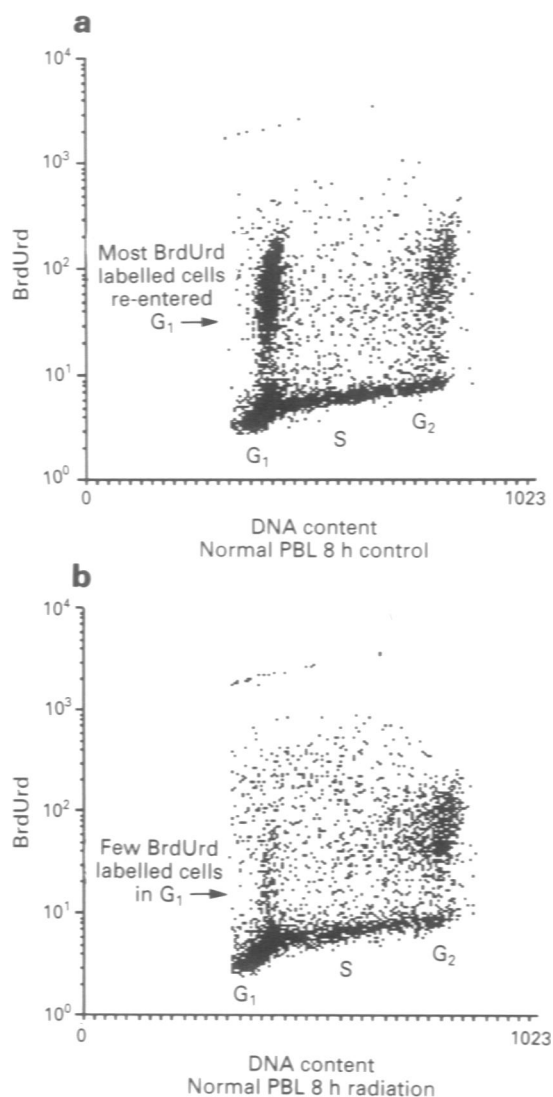 a
10⁴
10³
Most BrdUrd
labelled cells
re-entered
G₁
BrdUrd
10²
10¹
10⁰
G₁
S
G₂
0
1023
DNA content
Normal PBL 8 h control
b
10⁴
10³
BrdUrd
10²
Few BrdUrd
labelled cells
in G₁
10¹
10⁰
G₁
S
G₂
0
1023
DNA content
Normal PBL 8 h radiation